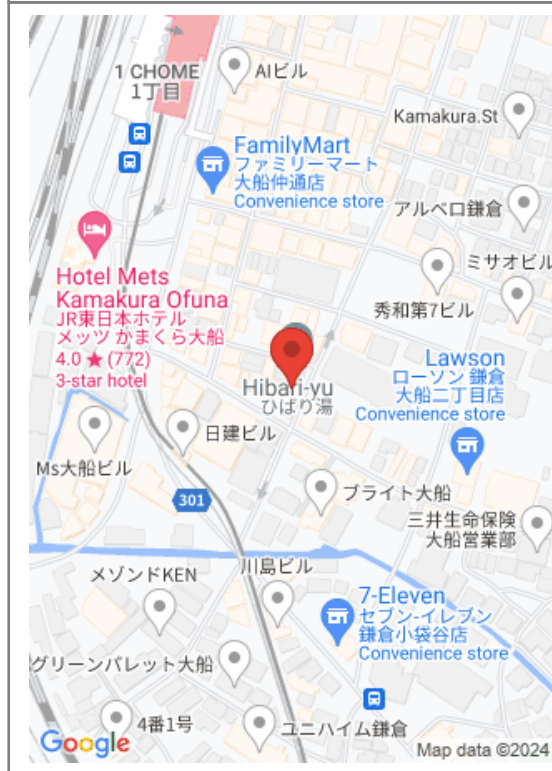 1 CHOME
1丁目
AIビル
Kamakura.St
FamilyMart
ファミリーマート
大船仲通店
Convenience store
アルベロ鎌倉
ミサオビル
Hotel Mets
Kamakura Ofuna
JR東日本ホテル
メッツ かまくら大船
4.0 ★ (772)
3-star hotel
秀和第7ビル
Lawson
ローソン 鎌倉
大船二丁目店
Convenience store
Hibari-yu
ひばり湯
日建ビル
Ms大船ビル
301
ブライト大船
三井生命保険
大船営業部
メゾンドKEN
川島ビル
7-Eleven
セブン-イレブン
鎌倉小袋谷店
Convenience store
グリーンパレット大船
4番1号
ユニハイム鎌倉
Google
Map data ©2024